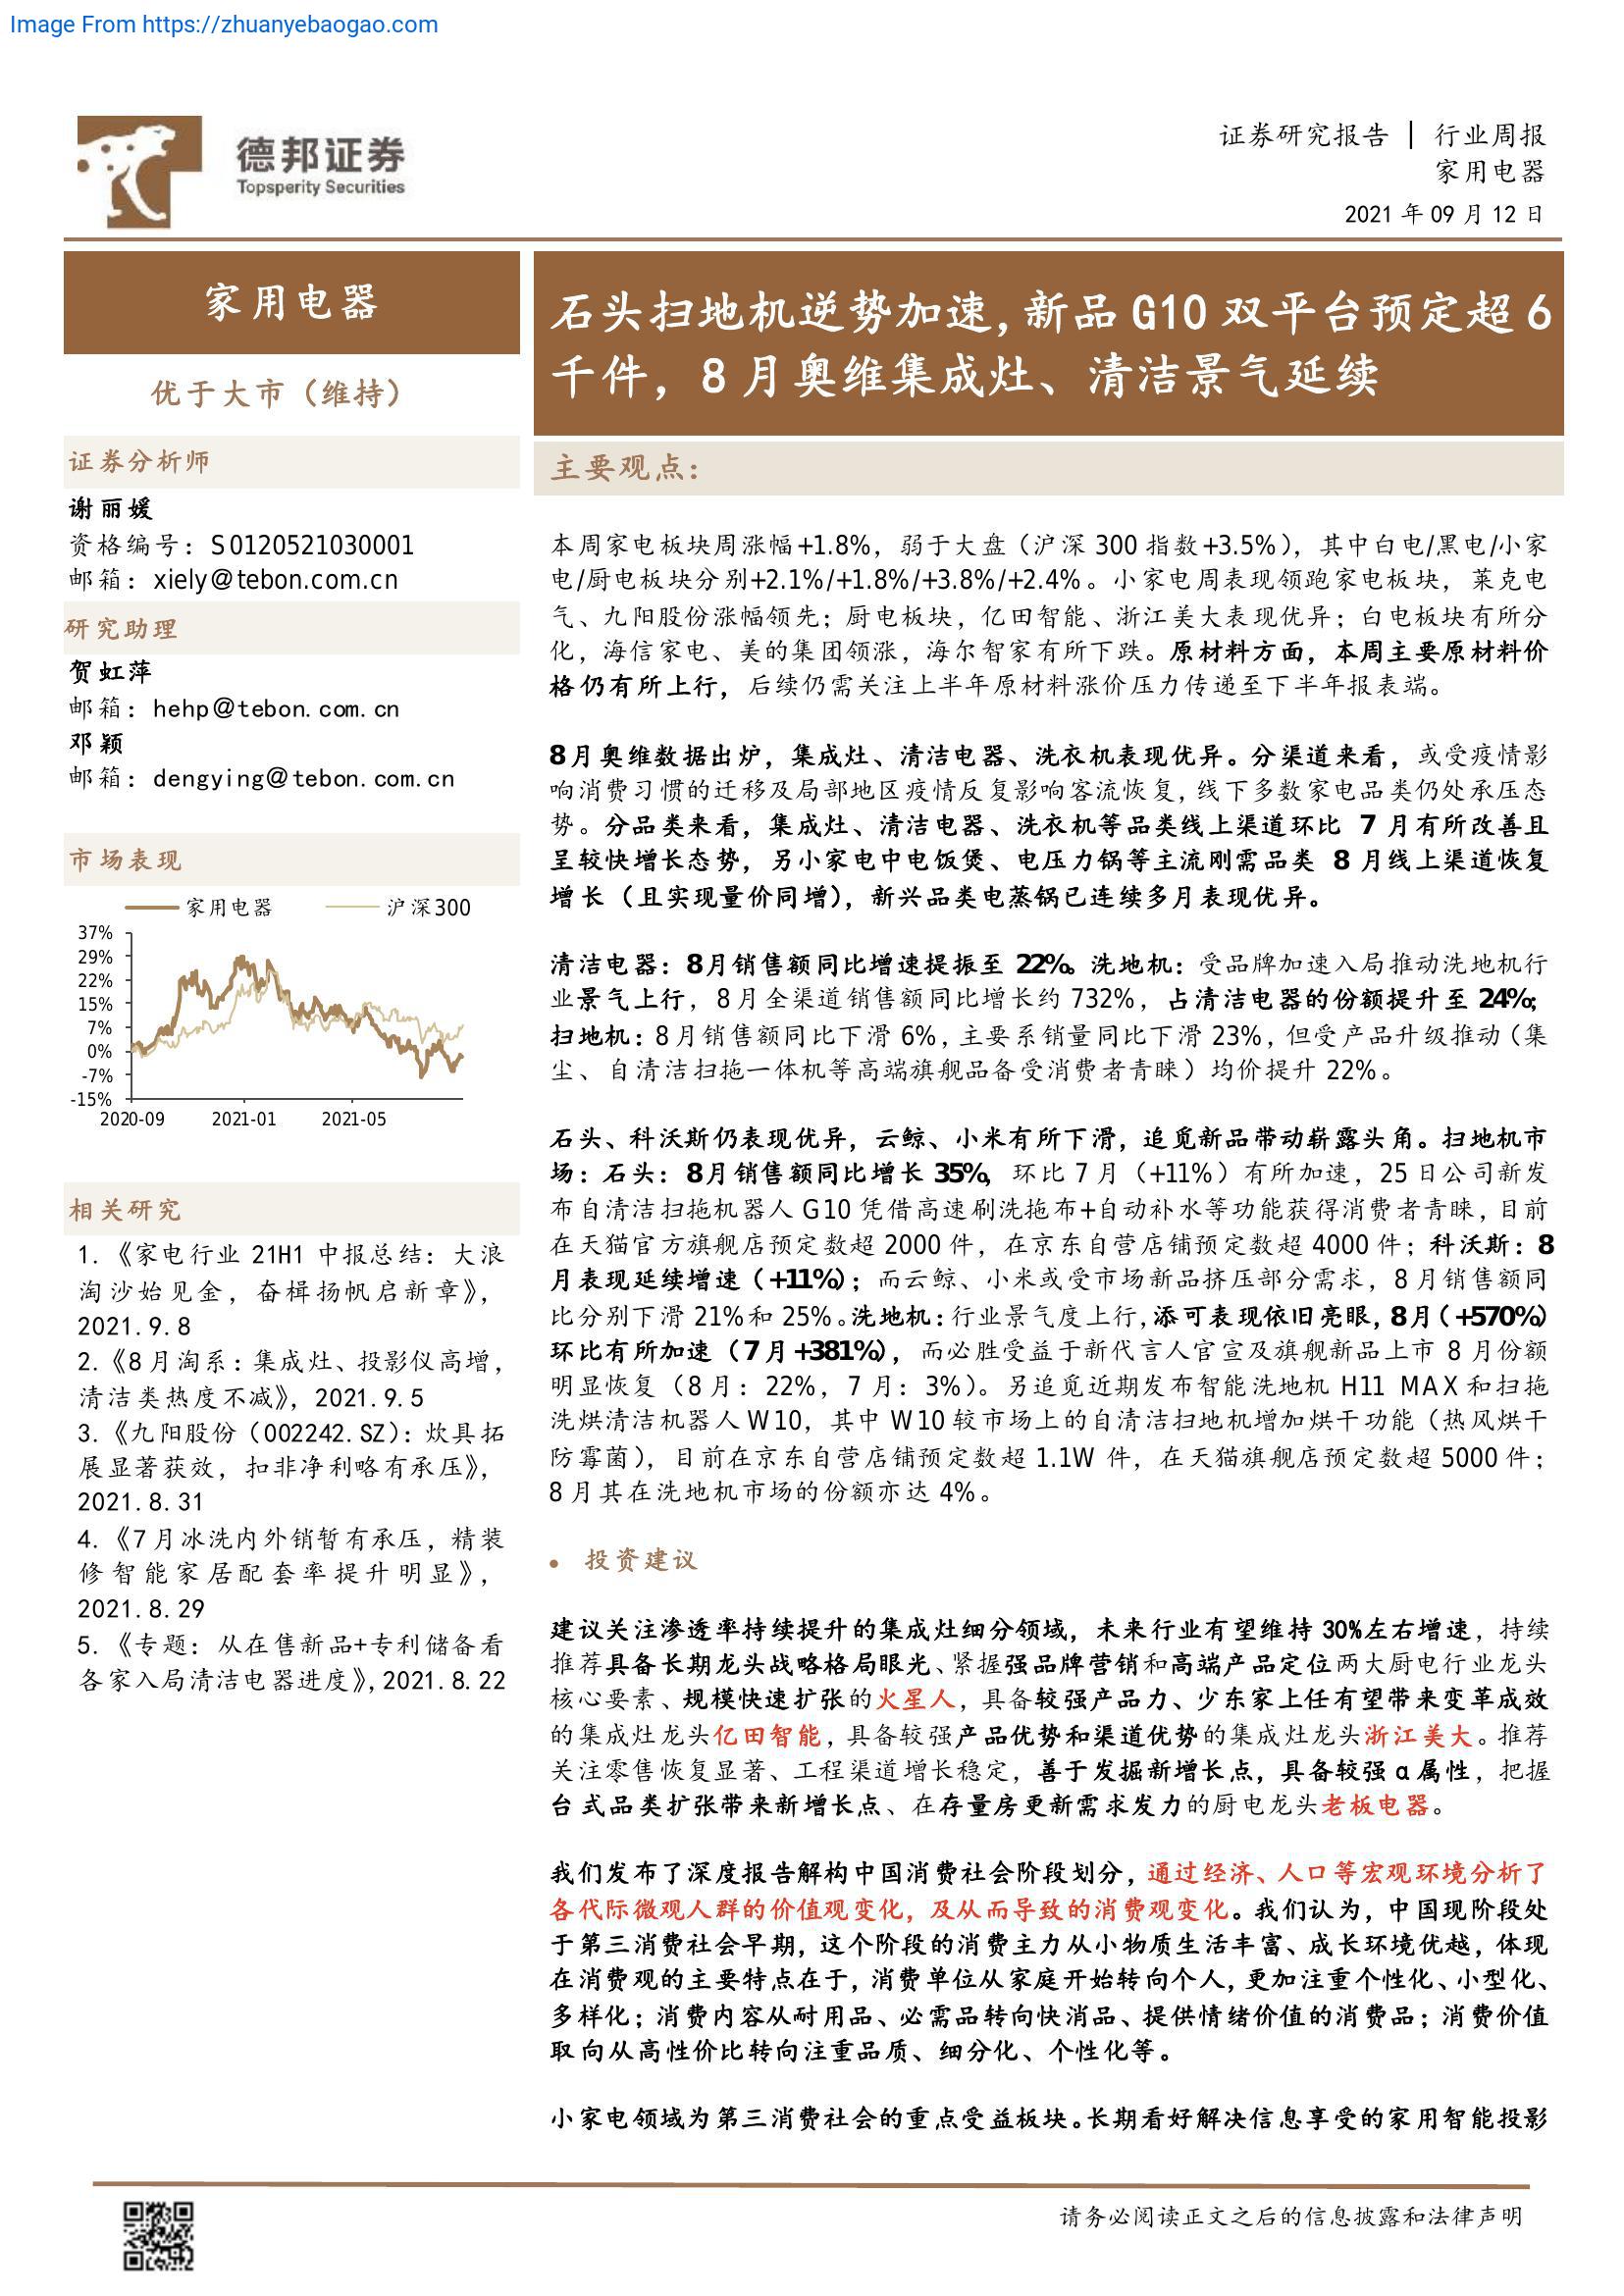 Image From https://zhuanyebaogao.com
德邦证券
Topsperity Securities
证券研究报告 | 行业周报
家用电器
2021 年 09 月 12 日
家用电器
优于大市（维持）
证券分析师
谢丽媛
资格编号：S0120521030001
邮箱：xiely@tebon.com.cn
研究助理
贺虹萍
邮箱：hehp@tebon.com.cn
邓颖
邮箱：dengying@tebon.com.cn
市场表现
家用电器 沪深300
37%
29%
22%
15%
7%
0%
-7%
-15%
2020-09 2021-01 2021-05
相关研究
1.《家电行业 21H1 中报总结：大浪
淘沙始见金，奋楫扬帆启新章》，
2021.9.8
2.《8 月淘系：集成灶、投影仪高增，
清洁类热度不减》，2021.9.5
3.《九阳股份（002242.SZ）：炊具拓
展显著获效，扣非净利略有承压》，
2021.8.31
4.《7 月冰洗内外销暂有承压，精装
修智能家居配套率提升明显》，
2021.8.29
5.《专题：从在售新品+专利储备看
各家入局清洁电器进度》，2021.8.22
石头扫地机逆势加速，新品 G10 双平台预定超 6
千件，8 月奥维集成灶、清洁景气延续
主要观点：
本周家电板块周涨幅+1.8%，弱于大盘（沪深 300 指数+3.5%），其中白电/黑电/小家
电/厨电板块分别+2.1%/+1.8%/+3.8%/+2.4%。小家电周表现领跑家电板块，莱克电
气、九阳股份涨幅领先；厨电板块，亿田智能、浙江美大表现优异；白电板块有所分
化，海信家电、美的集团领涨，海尔智家有所下跌。原材料方面，本周主要原材料价
格仍有所上行，后续仍需关注上半年原材料涨价压力传递至下半年报表端。
8月奥维数据出炉，集成灶、清洁电器、洗衣机表现优异。分渠道来看，或受疫情影
响消费习惯的迁移及局部地区疫情反复影响客流恢复，线下多数家电品类仍处承压态
势。分品类来看，集成灶、清洁电器、洗衣机等品类线上渠道环比 7 月有所改善且
呈较快增长态势，另小家电中电饭煲、电压力锅等主流刚需品类 8 月线上渠道恢复
增长（且实现量价同增），新兴品类电蒸锅已连续多月表现优异。
清洁电器：8月销售额同比增速提振至 22%。洗地机：受品牌加速入局推动洗地机行
业景气上行，8 月全渠道销售额同比增长约 732%，占清洁电器的份额提升至 24%；
扫地机：8 月销售额同比下滑 6%，主要系销量同比下滑 23%，但受产品升级推动（集
尘、自清洁扫拖一体机等高端旗舰品备受消费者青睐）均价提升 22%。
石头、科沃斯仍表现优异，云鲸、小米有所下滑，追觅新品带动崭露头角。扫地机市
场：石头：8月销售额同比增长 35%，环比 7 月（+11%）有所加速，25 日公司新发
布自清洁扫拖机器人 G10 凭借高速刷洗拖布+自动补水等功能获得消费者青睐，目前
在天猫官方旗舰店预定数超 2000 件，在京东自营店铺预定数超 4000 件；科沃斯：8
月表现延续增速（+11%）；而云鲸、小米或受市场新品挤压部分需求，8 月销售额同
比分别下滑 21%和 25%。洗地机：行业景气度上行，添可表现依旧亮眼，8月（+570%）
环比有所加速（7 月+381%），而必胜受益于新代言人官宣及旗舰新品上市 8 月份额
明显恢复（8 月：22%，7 月：3%）。另追觅近期发布智能洗地机 H11 MAX 和扫拖
洗烘清洁机器人 W10，其中 W10 较市场上的自清洁扫地机增加烘干功能（热风烘干
防霉菌），目前在京东自营店铺预定数超 1.1W 件，在天猫旗舰店预定数超 5000 件；
8 月其在洗地机市场的份额亦达 4%。
• 投资建议
建议关注渗透率持续提升的集成灶细分领域，未来行业有望维持 30%左右增速，持续
推荐具备长期龙头战略格局眼光、紧握强品牌营销和高端产品定位两大厨电行业龙头
核心要素、规模快速扩张的火星人，具备较强产品力、少东家上任有望带来变革成效
的集成灶龙头亿田智能，具备较强产品优势和渠道优势的集成灶龙头浙江美大。推荐
关注零售恢复显著、工程渠道增长稳定，善于发掘新增长点，具备较强 α 属性，把握
台式品类扩张带来新增长点、在存量房更新需求发力的厨电龙头老板电器。
我们发布了深度报告解构中国消费社会阶段划分，通过经济、人口等宏观环境分析了
各代际微观人群的价值观变化，及从而导致的消费观变化。我们认为，中国现阶段处
于第三消费社会早期，这个阶段的消费主力从小物质生活丰富、成长环境优越，体现
在消费观的主要特点在于，消费单位从家庭开始转向个人，更加注重个性化、小型化、
多样化；消费内容从耐用品、必需品转向快消品、提供情绪价值的消费品；消费价值
取向从高性价比转向注重品质、细分化、个性化等。
小家电领域为第三消费社会的重点受益板块。长期看好解决信息享受的家用智能投影
请务必阅读正文之后的信息披露和法律声明